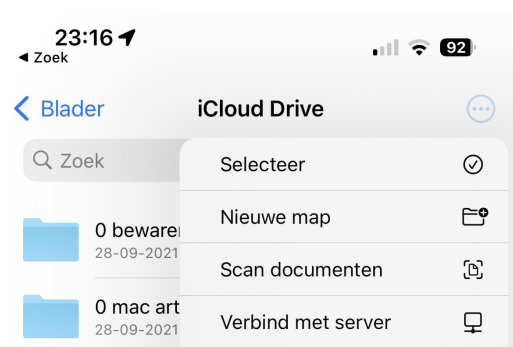 23:16
92
◀ Zoek
Blader
iCloud Drive
Zoek
Selecteer
0 bewaren
28-09-2021
Nieuwe map
Scan documenten
0 mac art
28-09-2021
Verbind met server